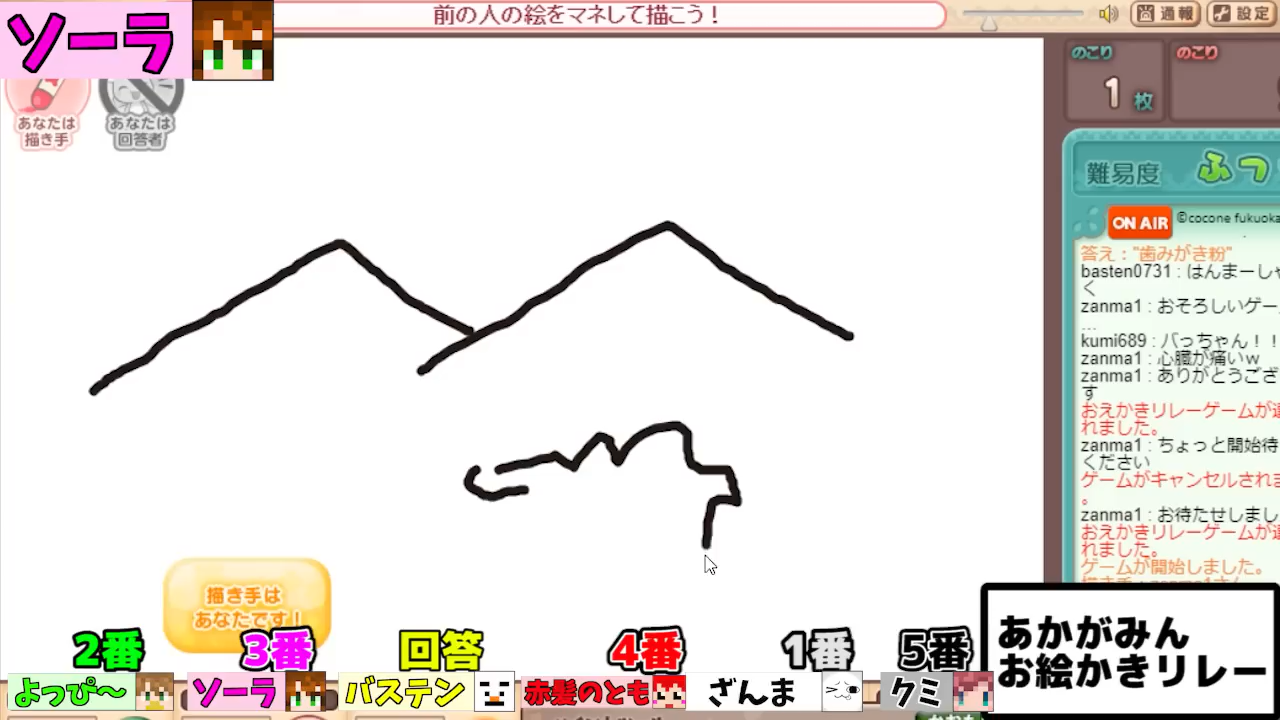 前の人の絵をマネして描こう！
通報
設定
ソーラ
あなたは
描き手
あなたは
回答者
のこり
1枚
のこり
難易度
ふつ
ON AIR
©cocone fukuoka
答え："歯みがき粉"
basten0731 : はんまーしゃ
く
zanma1 : おそろしいゲー
…
kumi689 : バっちゃん！！
zanma1 : 心臓が痛いｗ
zanma1 : ありがとうござ
す
おえかきリレーゲームが
れました。
zanma1 : ちょっと開始待
ください
ゲームがキャンセルされ
。
zanma1 : お待たせしまし
おえかきリレーゲームが
れました。
ゲームが開始しました。
描き手はあ
なたです！
あかがみん
お絵かきリレー
2番
3番
回答
4番
1番
5番
よっぴ〜
ソーラ
バステン
赤髪のとも
ざんま
クミ